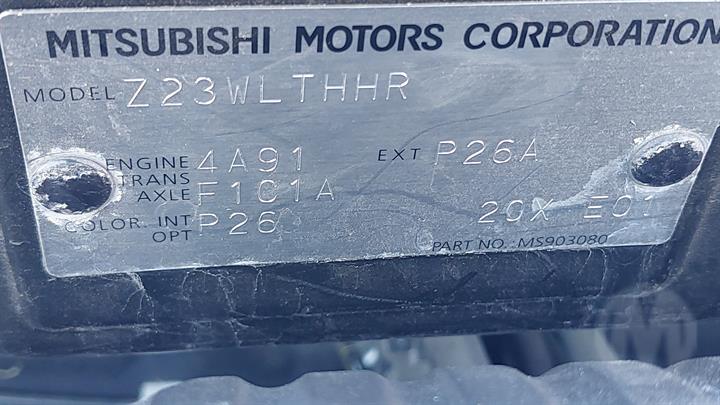 MITSUBISHI MOTORS CORPORATION
MODEL Z23WLTHHR
ENGINE 4A91 EXT P26A
TRANS AXLE F1C1A
COLOR. INT OPT P26 20X E01
PART NO.:MS903080
M